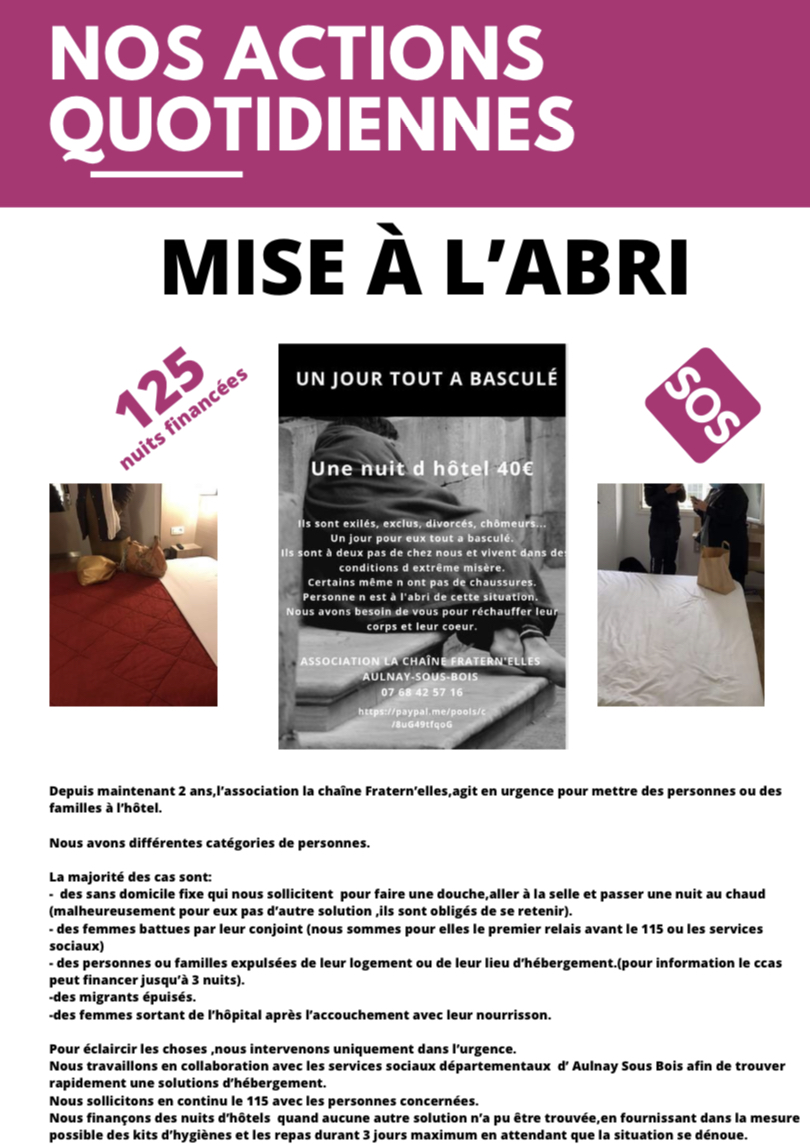 NOS ACTIONS
QUOTIDIENNES
MISE À L'ABRI
125
nuits financées
UN JOUR TOUT A BASCULÉ
SOS
Une nuit d hôtel 40€
Ils sont exilés, exclus, divorcés, chômeurs...
Un jour pour eux tout a basculé.
Ils sont à deux pas de chez nous et vivent dans des
conditions d extrême misère.
Certains même n ont pas de chaussures.
Personne n est à l'abri de cette situation.
Nous avons besoin de vous pour réchauffer leur
corps et leur coeur.
ASSOCIATION LA CHAÎNE FRATERN'ELLES
AULNAY-SOUS-BOIS
07 68 42 57 16
https://paypal.me/pools/c
/8uG49tfqoG
Depuis maintenant 2 ans,l'association la chaîne Fratern'elles,agit en urgence pour mettre des personnes ou des
familles à l'hôtel.
Nous avons différentes catégories de personnes.
La majorité des cas sont:
- des sans domicile fixe qui nous sollicitent pour faire une douche,aller à la selle et passer une nuit au chaud
(malheureusement pour eux pas d'autre solution ,ils sont obligés de se retenir).
- des femmes battues par leur conjoint (nous sommes pour elles le premier relais avant le 115 ou les services
sociaux)
- des personnes ou familles expulsées de leur logement ou de leur lieu d'hébergement.(pour information le ccas
peut financer jusqu'à 3 nuits).
-des migrants épuisés.
-des femmes sortant de l'hôpital après l'accouchement avec leur nourrisson.
Pour éclaircir les choses ,nous intervenons uniquement dans l'urgence.
Nous travaillons en collaboration avec les services sociaux départementaux d' Aulnay Sous Bois afin de trouver
rapidement une solutions d'hébergement.
Nous sollicitons en continu le 115 avec les personnes concernées.
Nous finançons des nuits d'hôtels quand aucune autre solution n'a pu être trouvée,en fournissant dans la mesure
possible des kits d'hygiènes et les repas durant 3 jours maximum en attendant que la situation se dénoue.